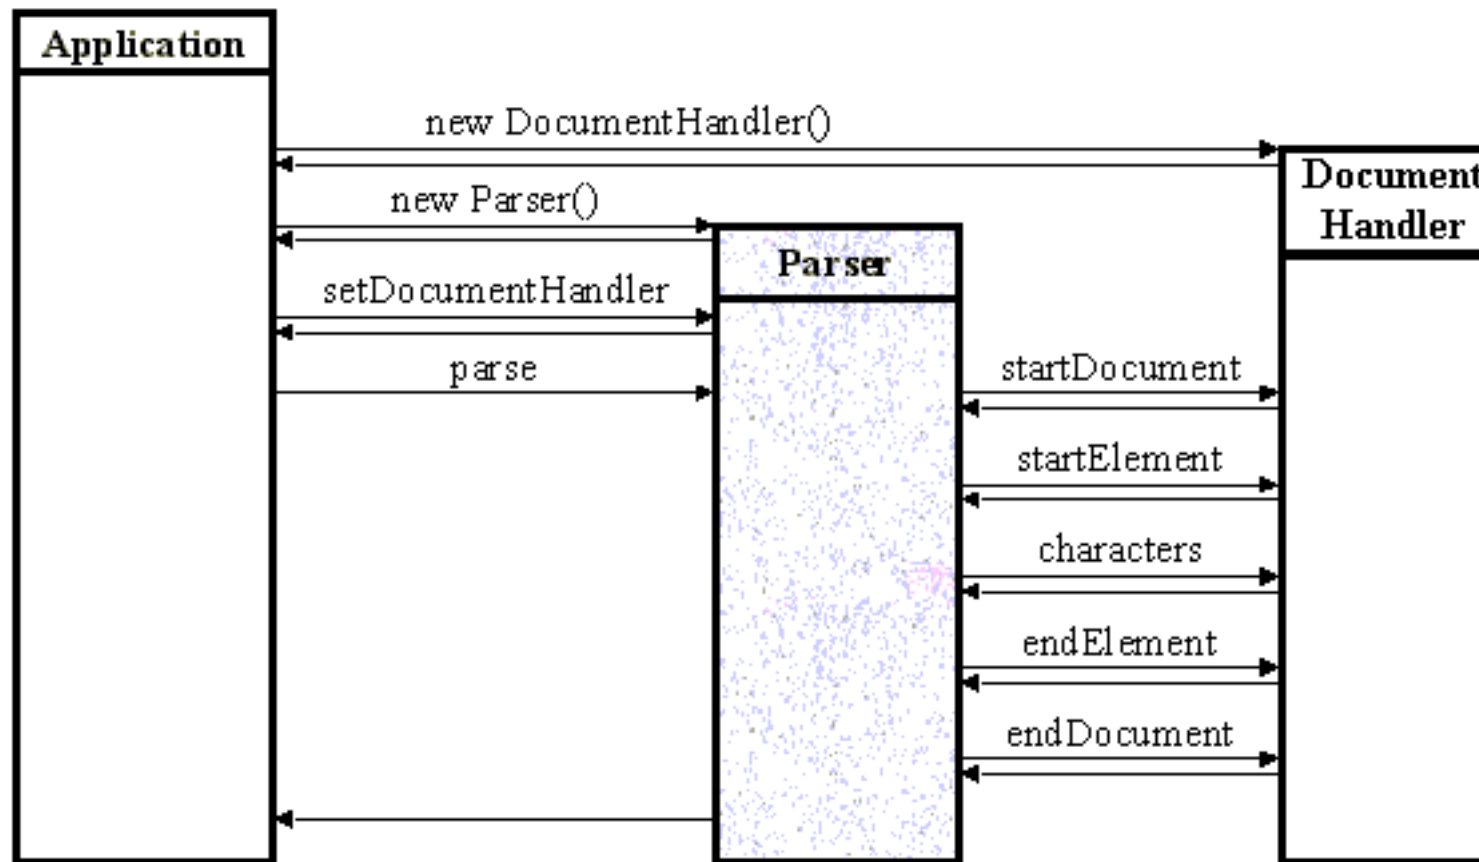 Application
new DocumentHandler()
Document
Handler
new Parser()
Parser
setDocumentHandler
parse
startDocument
startElement
characters
endElement
endDocument